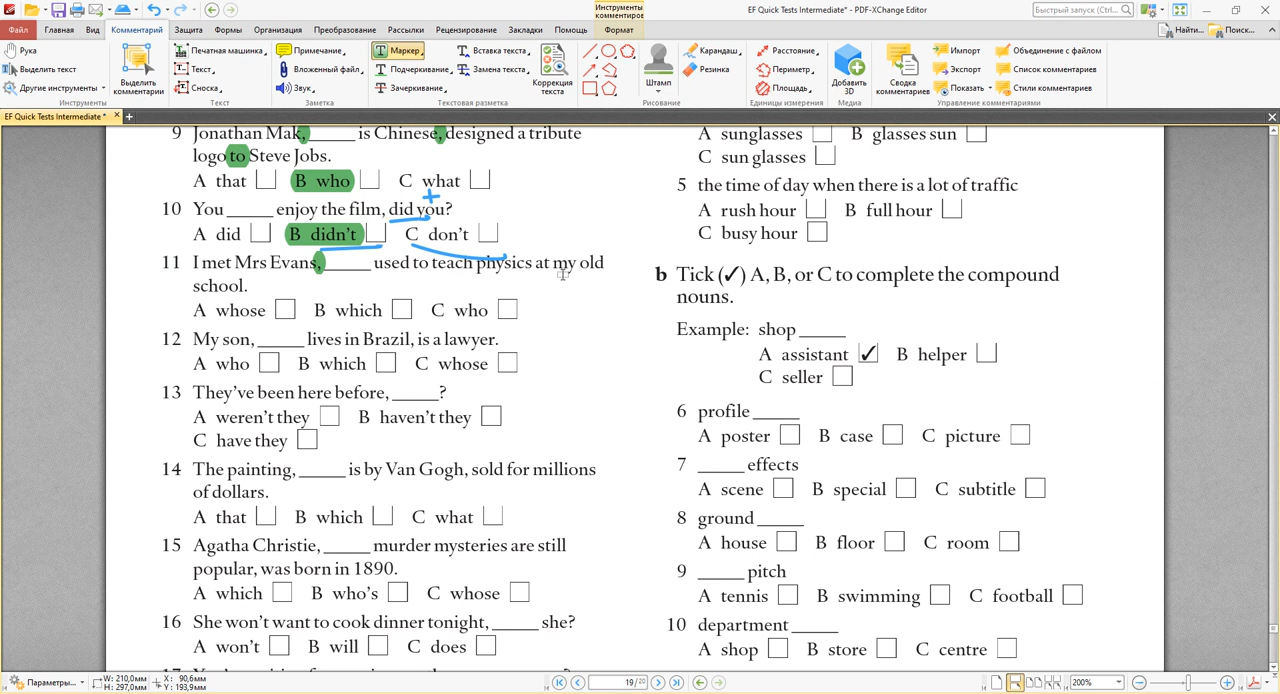 Инструменты комментиров
EF Quick Tests Intermediate* - PDF-XChange Editor
Быстрый запуск (Ctrl...
Файл Главная Вид Комментарий Защита Формы Организация Преобразование Рассылки Рецензирование Закладки Помощь Формат Найти... Поиск...
Рука
Выделить текст
Другие инструменты
Выделить комментарии
Инструменты
Печатная машинка
Текст
Сноска
Текст
Примечание
Вложенный файл
Звук
Заметка
Маркер
Подчеркивание
Зачеркивание
Вставка текста
Замена текста
Коррекция текста
Текстовая разметка
Рисование
Штамп
Карандаш
Резинка
Расстояние
Периметр
Площадь
Единицы измерения
Добавить 3D
Медиа
Сводка комментариев
Импорт
Экспорт
Показать
Объединение с файлом
Список комментариев
Стили комментариев
Управление комментариями
EF Quick Tests Intermediate *
9 Jonathan Mak, _____ is Chinese, designed a tribute
logo to Steve Jobs.
A that B who C what
10 You _____ enjoy the film, did you?
A did B didn't C don't
11 I met Mrs Evans, _____ used to teach physics at my old
school.
A whose B which C who
12 My son, _____ lives in Brazil, is a lawyer.
A who B which C whose
13 They've been here before, _____?
A weren't they B haven't they
C have they
14 The painting, _____ is by Van Gogh, sold for millions
of dollars.
A that B which C what
15 Agatha Christie, _____ murder mysteries are still
popular, was born in 1890.
A which B who's C whose
16 She won't want to cook dinner tonight, _____ she?
A won't B will C does
A sunglasses B glasses sun
C sun glasses
5 the time of day when there is a lot of traffic
A rush hour B full hour
C busy hour
b Tick (✓) A, B, or C to complete the compound
nouns.
Example: shop _____
A assistant ✓ B helper
C seller
6 profile _____
A poster B case C picture
7 _____ effects
A scene B special C subtitle
8 ground _____
A house B floor C room
9 _____ pitch
A tennis B swimming C football
10 department _____
A shop B store C centre
Параметры...
W: 210,0мм
H: 297,0мм
X: 90,6мм
Y: 193,9мм
19/20
200%